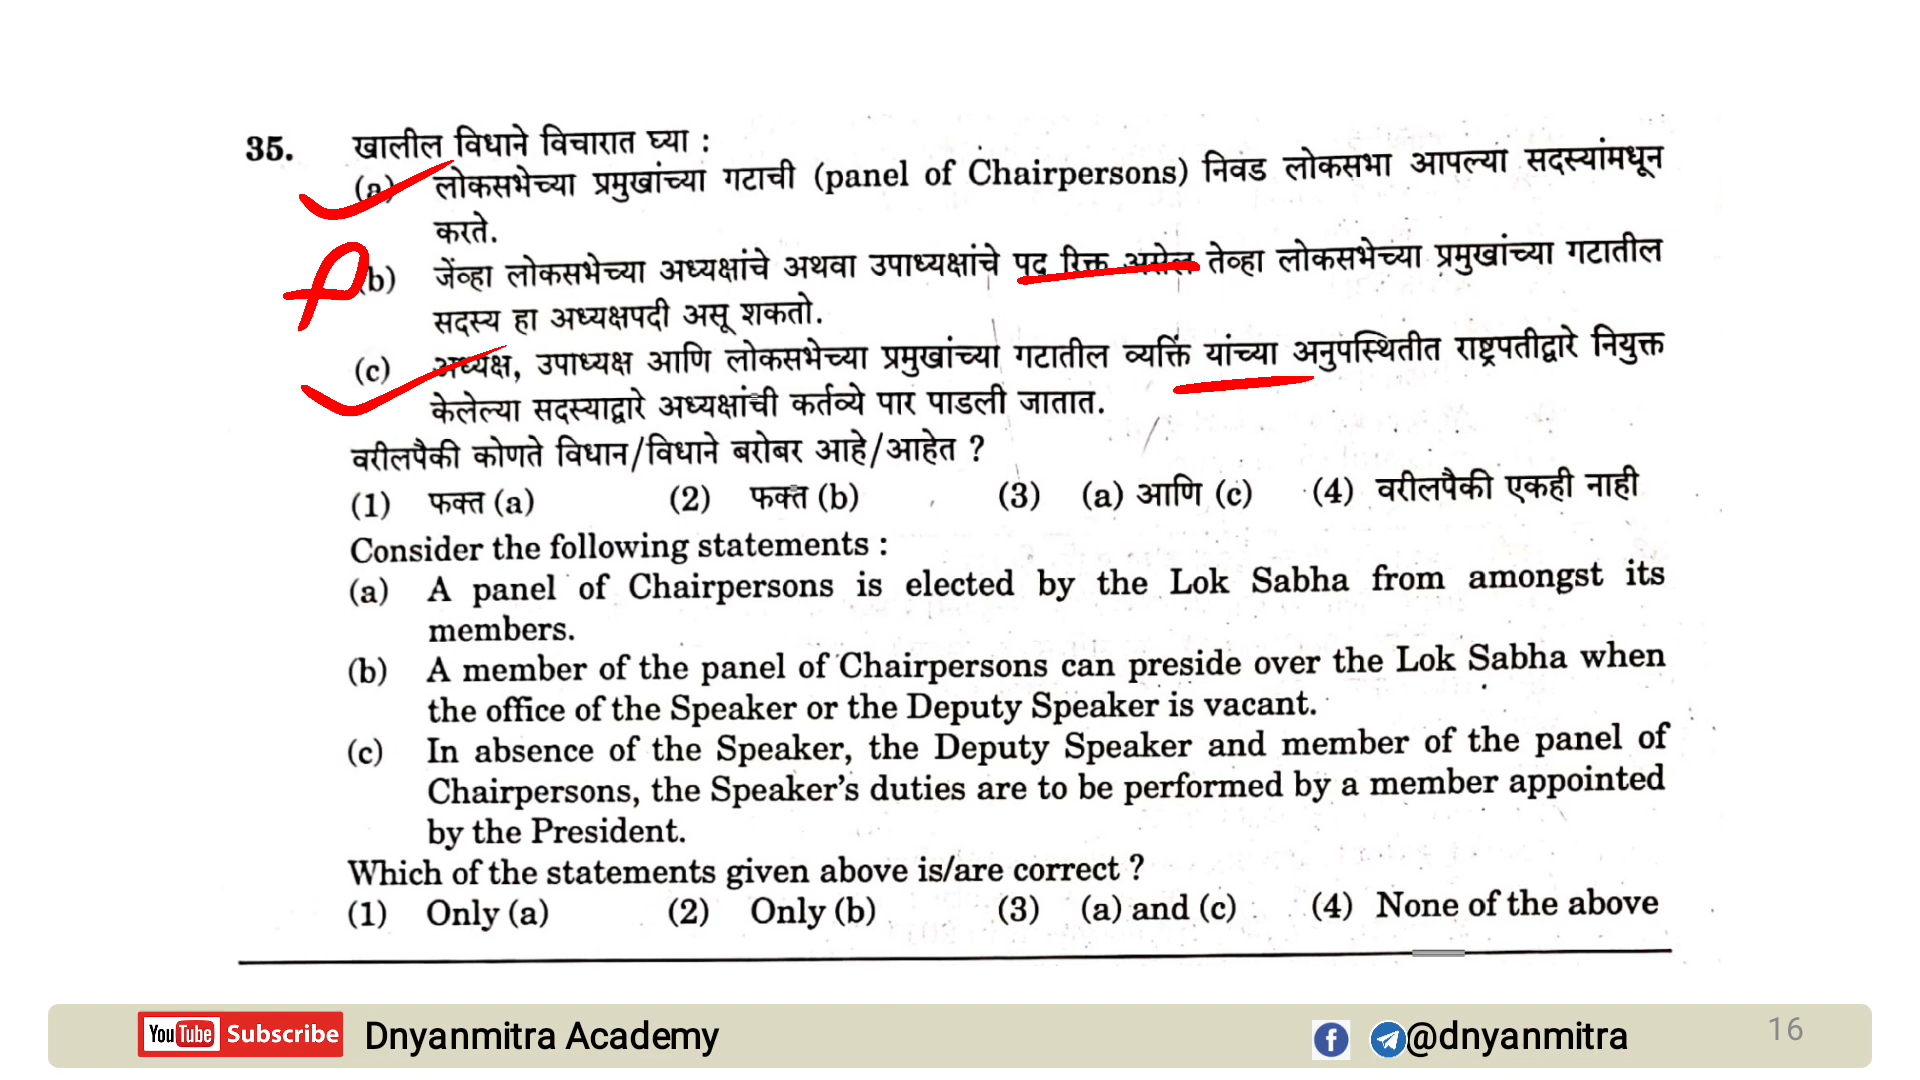 35. खालील विधाने विचारात घ्या :
(a) लोकसभेच्या प्रमुखांच्या गटाची (panel of Chairpersons) निवड लोकसभा आपल्या सदस्यांमधून
करते.
(b) जेंव्हा लोकसभेच्या अध्यक्षांचे अथवा उपाध्यक्षांचे पद रिक्त असेल तेव्हा लोकसभेच्या प्रमुखांच्या गटातील
सदस्य हा अध्यक्षपदी असू शकतो.
(c) अध्यक्ष, उपाध्यक्ष आणि लोकसभेच्या प्रमुखांच्या गटातील व्यक्ति यांच्या अनुपस्थितीत राष्ट्रपतीद्वारे नियुक्त
केलेल्या सदस्याद्वारे अध्यक्षांची कर्तव्ये पार पाडली जातात.
वरीलपैकी कोणते विधान/विधाने बरोबर आहे/आहेत ?
(1) फक्त (a) (2) फक्त (b) (3) (a) आणि (c) (4) वरीलपैकी एकही नाही
Consider the following statements :
(a) A panel of Chairpersons is elected by the Lok Sabha from amongst its
members.
(b) A member of the panel of Chairpersons can preside over the Lok Sabha when
the office of the Speaker or the Deputy Speaker is vacant.
(c) In absence of the Speaker, the Deputy Speaker and member of the panel of
Chairpersons, the Speaker's duties are to be performed by a member appointed
by the President.
Which of the statements given above is/are correct ?
(1) Only (a) (2) Only (b) (3) (a) and (c) (4) None of the above
YouTube Subscribe Dnyanmitra Academy f @dnyanmitra 16